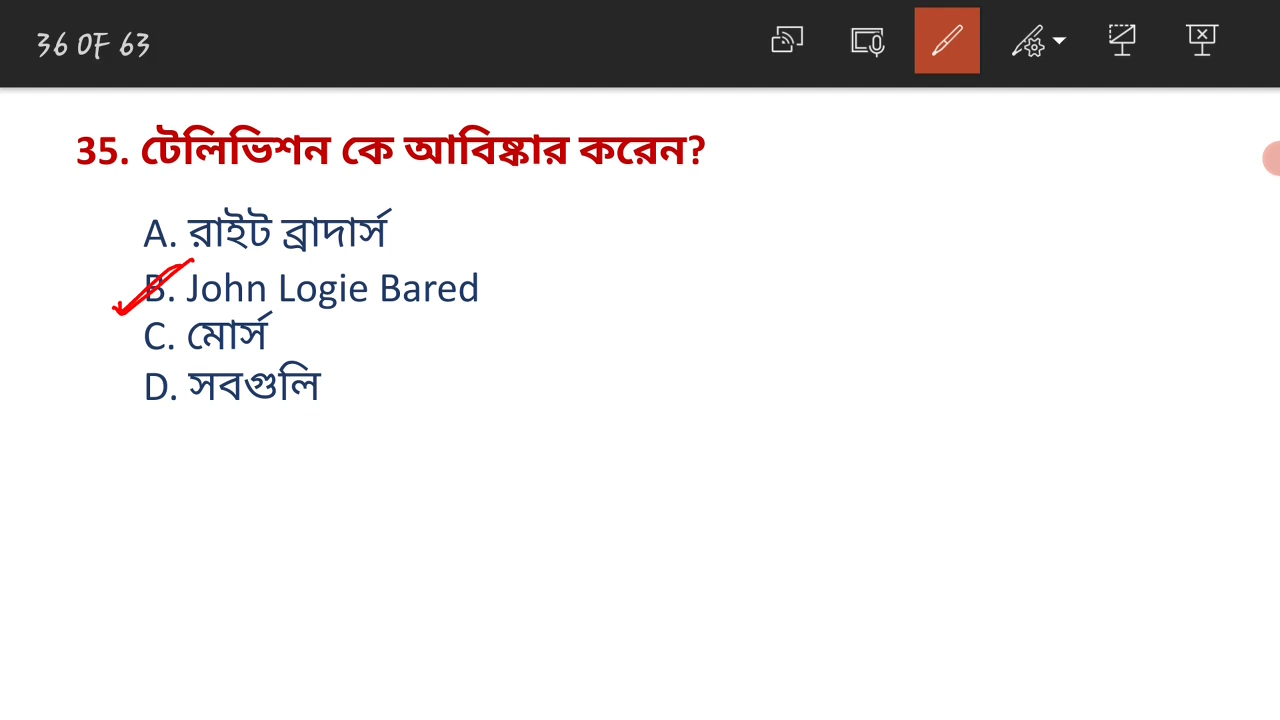 36 OF 63
35. টেলিভিশন কে আবিষ্কার করেন?
A. রাইট ব্রাদার্স
B. John Logie Bared
C. মোর্স
D. সবগুলি